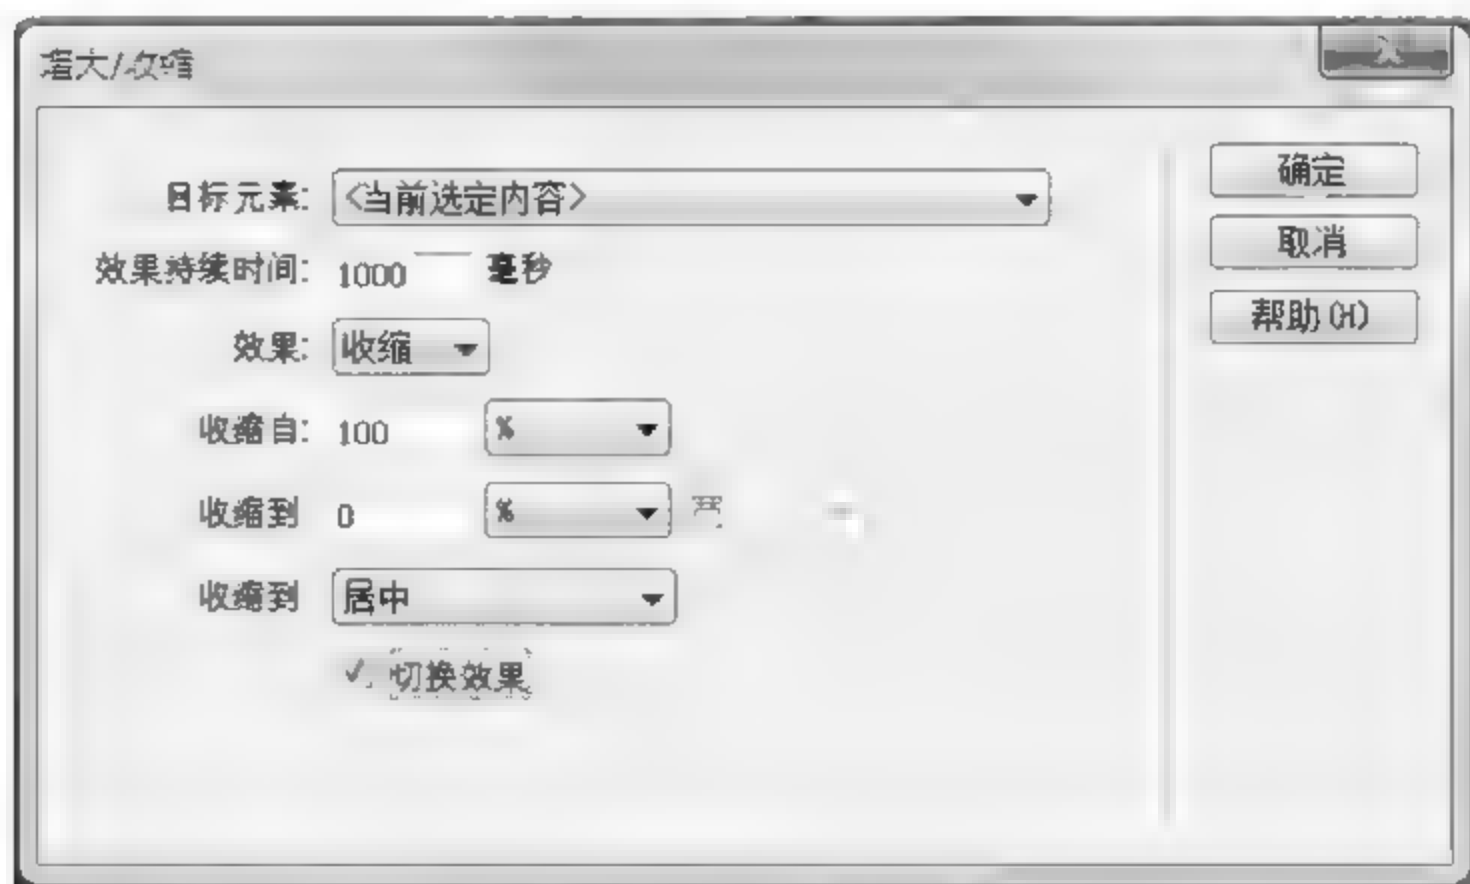 增大/收缩
目标元素: <当前选定内容>
效果持续时间: 1000 毫秒
效果: 收缩
收缩自: 100 %
收缩到 0 %
收缩到 居中
✓ 切换效果
确定
取消
帮助(H)